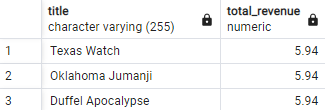 title total_revenue
character varying (255) numeric
1 Texas Watch 5.94
2 Oklahoma Jumanji 5.94
3 Duffel Apocalypse 5.94